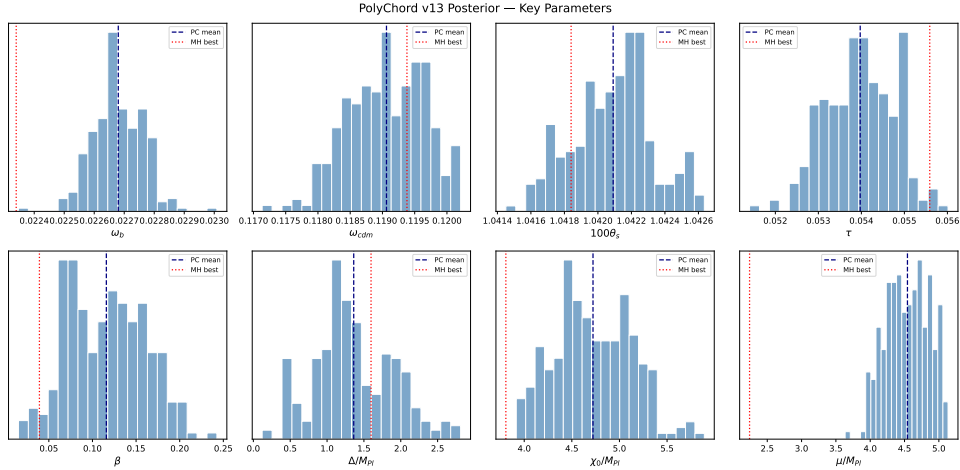 PolyChord v13 Posterior — Key Parameters
PC mean
MH best
PC mean
MH best
PC mean
MH best
PC mean
MH best
0.02240 0.02250 0.02260 0.02270 0.02280 0.02290 0.0230
0.1170 0.1175 0.1180 0.1185 0.1190 0.1195 0.1200
1.0414 1.0416 1.0418 1.0420 1.0422 1.0424 1.0426
0.052 0.053 0.054 0.055 0.056
ω_b
ω_cdm
100θ_s
τ
PC mean
MH best
PC mean
MH best
PC mean
MH best
PC mean
MH best
0.00 0.05 0.10 0.15 0.20 0.25
0.0 0.5 1.0 1.5 2.0 2.5
4.0 4.5 5.0 5.5
2.5 3.0 3.5 4.0 4.5 5.0
β
Δ/M_Pl
χ₀/M_Pl
μ/M_Pl